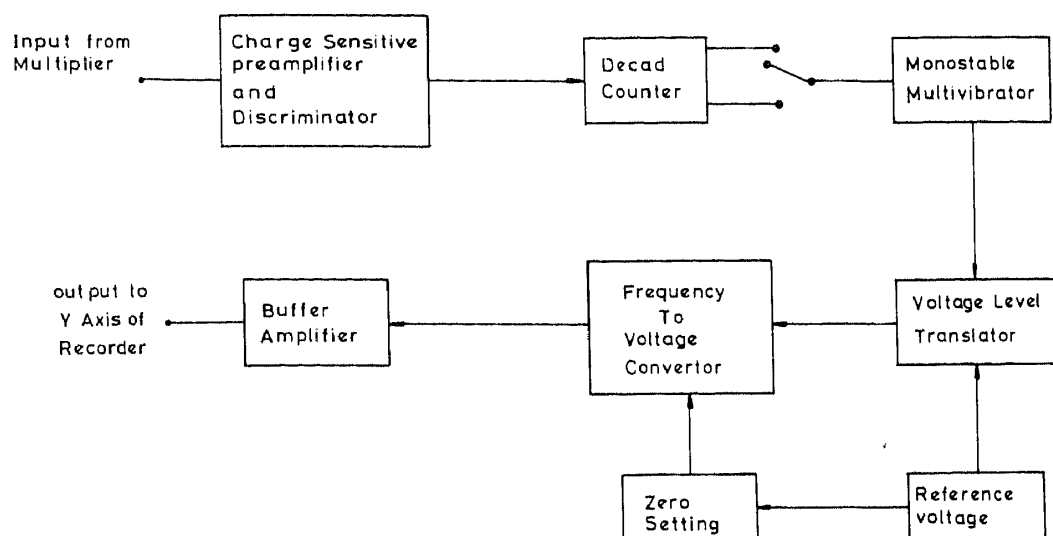 Input from
Multiplier
Charge Sensitive
preamplifier
and
Discriminator
Decad
Counter
Monostable
Multivibrator
output to
Y Axis of
Recorder
Buffer
Amplifier
Frequency
To
Voltage
Convertor
Voltage Level
Translator
Zero
Setting
Reference
voltage